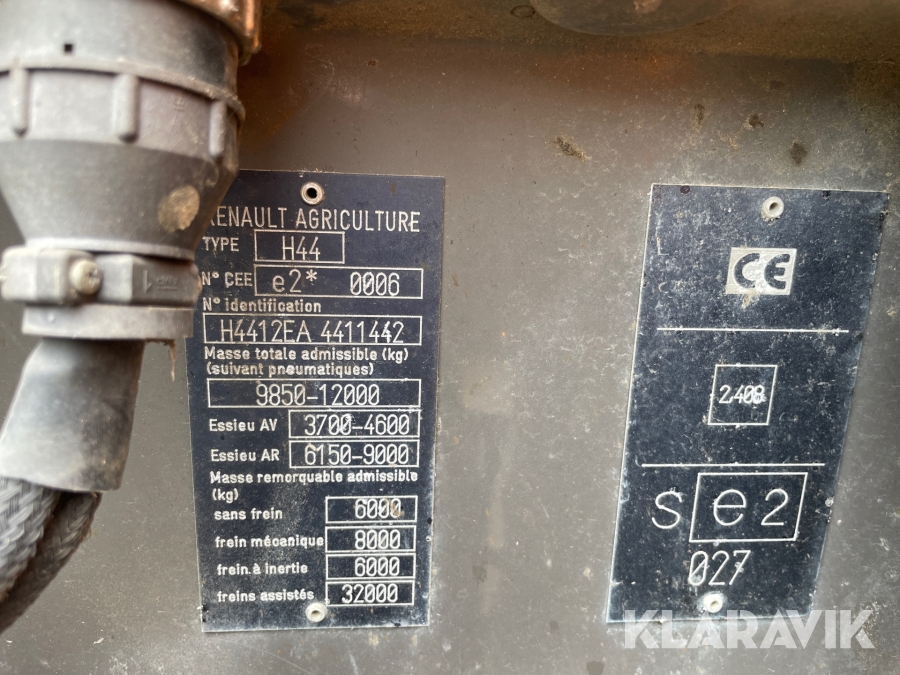 RENAULT AGRICULTURE
TYPE H44
N° CEE e2* 0006
N° identification
H4412EA 4411442
Masse totale admissible (kg)
(suivant pneumatiques)
9850-12000
Essieu AV 3700-4600
Essieu AR 6150-9000
Masse remorquable admissible
(kg)
sans frein 6000
frein mécanique 8000
frein à inertie 6000
freins assistés 32000
CE
2.408
s e2
027
KLARAVIK